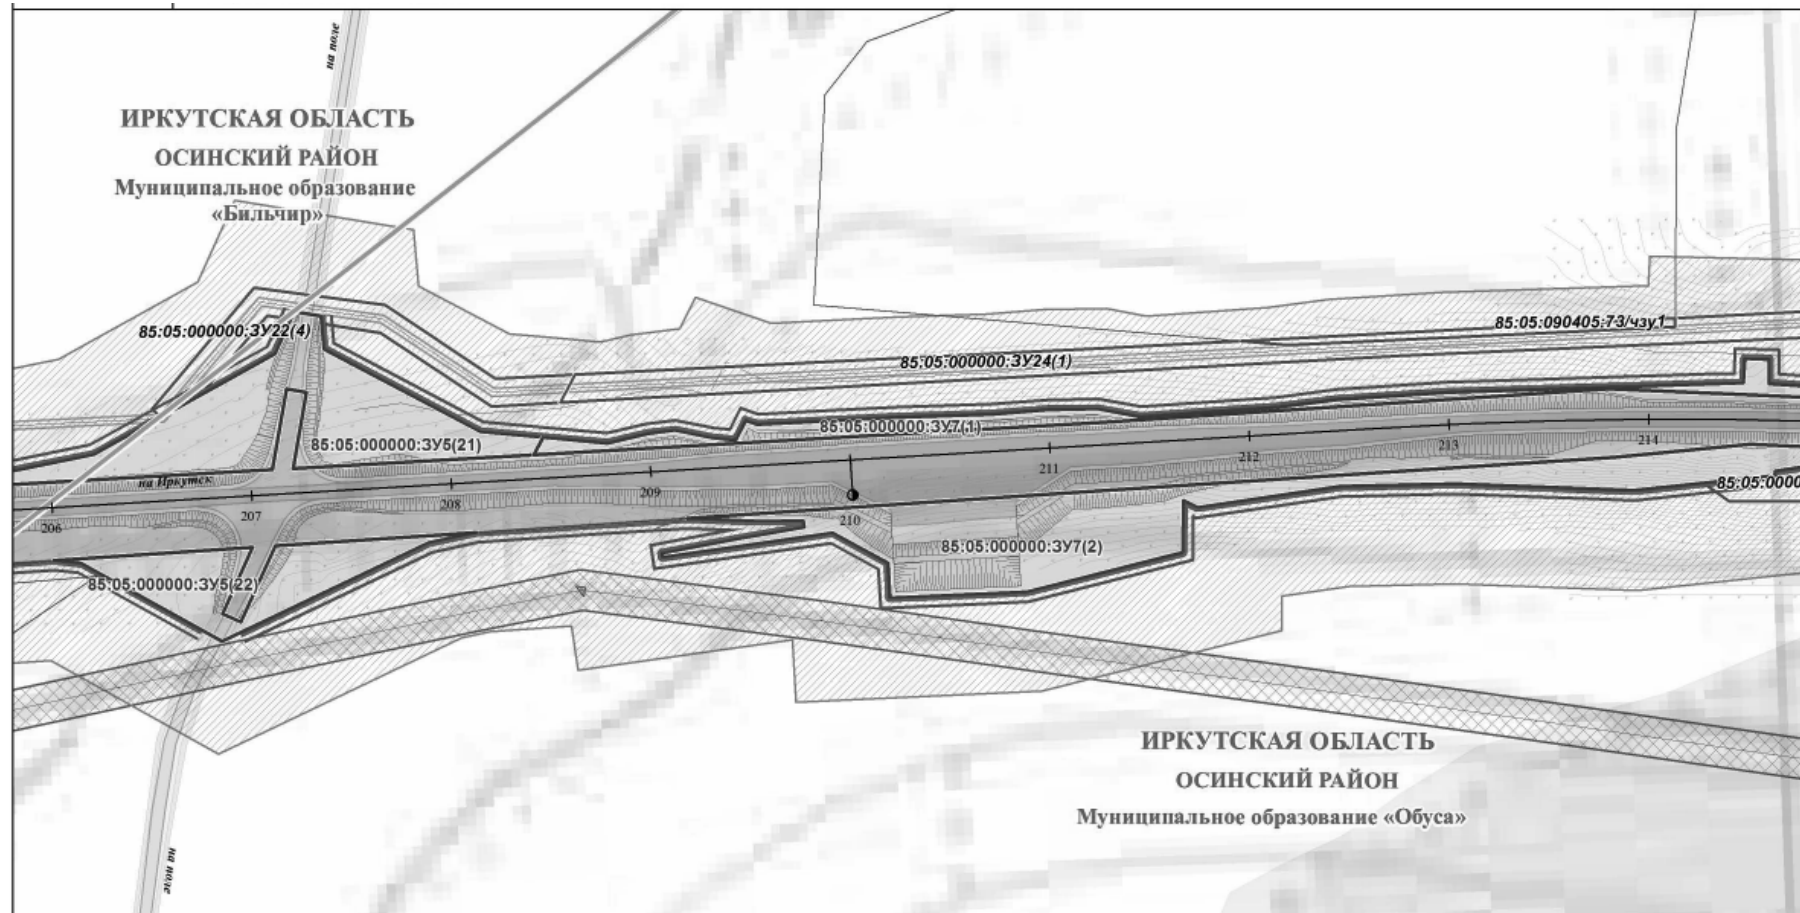 на поле
ИРКУТСКАЯ ОБЛАСТЬ
ОСИНСКИЙ РАЙОН
Муниципальное образование
«Бильчир»
85:05:000000:ЗУ22(4)
85:05:090405:73/чзу1
85:05:000000:ЗУ24(1)
85:05:000000:ЗУ5(21)
85:05:000000:ЗУ7(1)
на Иркутск
206
207
208
209
210
211
212
213
214
85:05:0000
85:05:000000:ЗУ7(2)
85:05:000000:ЗУ5(22)
ИРКУТСКАЯ ОБЛАСТЬ
ОСИНСКИЙ РАЙОН
Муниципальное образование «Обуса»
на поле